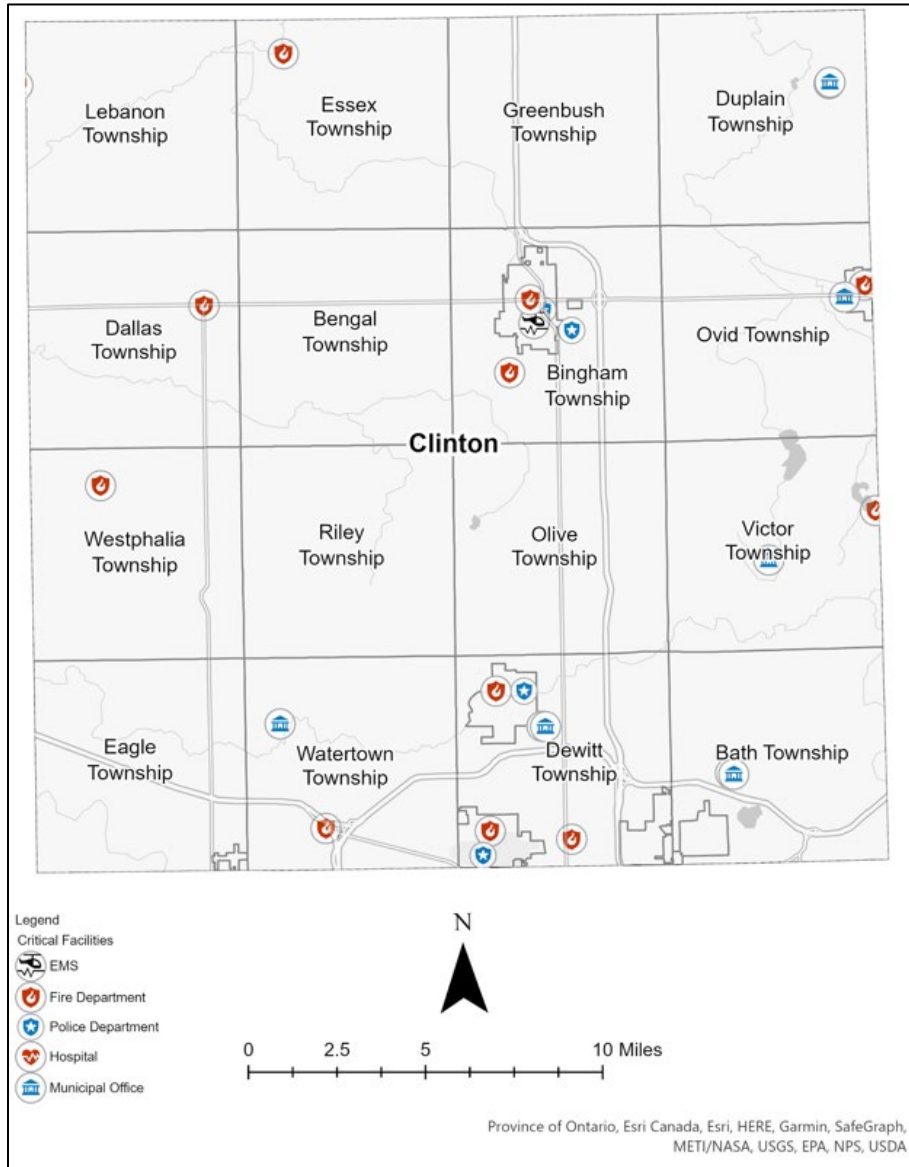 Lebanon
Township
Essex
Township
Greenbush
Township
Duplain
Township
Dallas
Township
Bengal
Township
Bingham
Township
Ovid Township
Clinton
Westphalia
Township
Riley
Township
Olive
Township
Victor
Township
Eagle
Township
Watertown
Township
Dewitt
Township
Bath Township
Legend
Critical Facilities
EMS
Fire Department
Police Department
Hospital
Municipal Office
N
0 2.5 5 10 Miles
Province of Ontario, Esri Canada, Esri, HERE, Garmin, SafeGraph,
METI/NASA, USGS, EPA, NPS, USDA